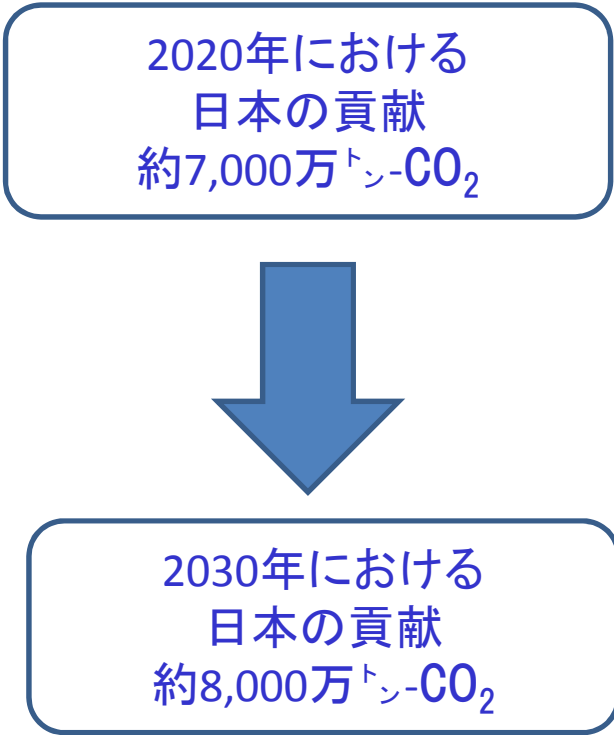 2020年における
日本の貢献
約7,000万㌧-CO₂
2030年における
日本の貢献
約8,000万㌧-CO₂